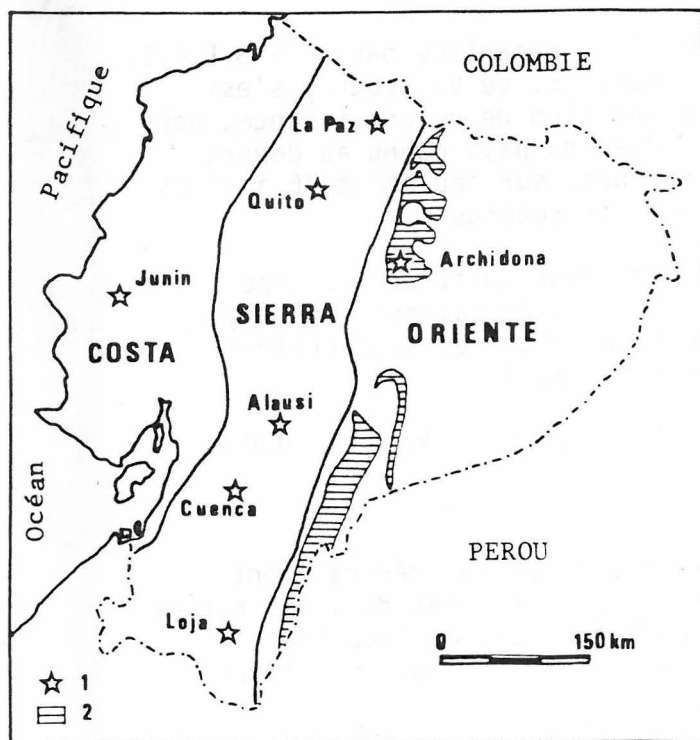 COLOMBIE
Pacifique
La Paz
Quito
Archidona
Junin
SIERRA
ORIENTE
COSTA
Alausi
Cuenca
Océan
PEROU
Loja
0 150 km
1
2